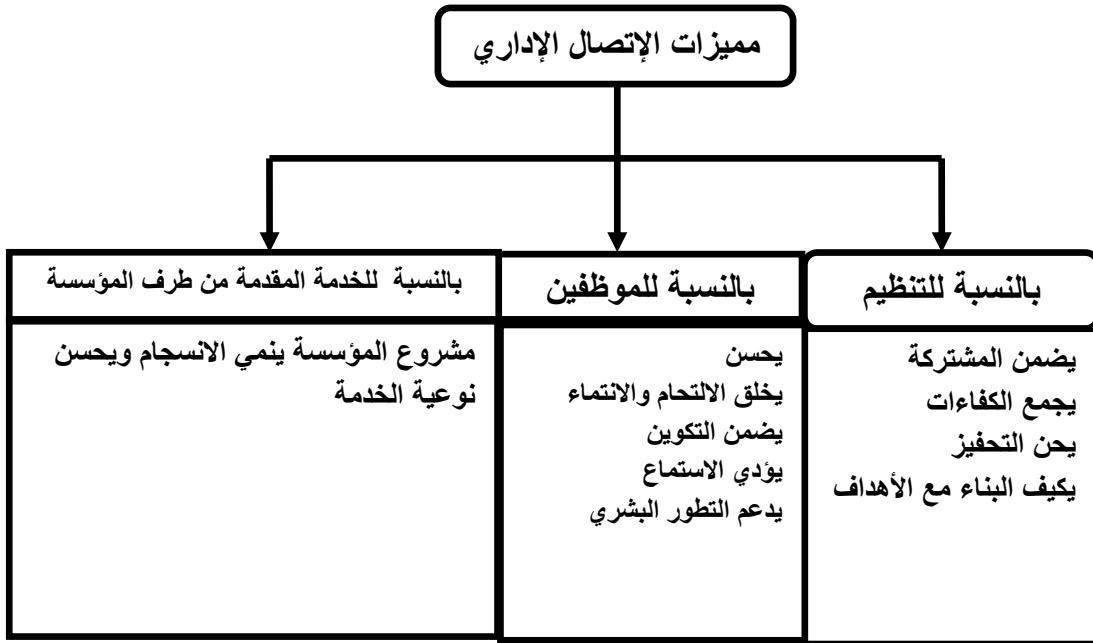 مميزات الإتصال الإداري
بالنسبة للتنظيم
يضمن المشتركة
يجمع الكفاءات
يحن التحفيز
يكيف البناء مع الأهداف
بالنسبة للموظفين
يحسن
يخلق الالتحام والانتماء
يضمن التكوين
يؤدي الاستماع
يدعم التطور البشري
بالنسبة للخدمة المقدمة من طرف المؤسسة
مشروع المؤسسة ينمي الانسجام ويحسن
نوعية الخدمة